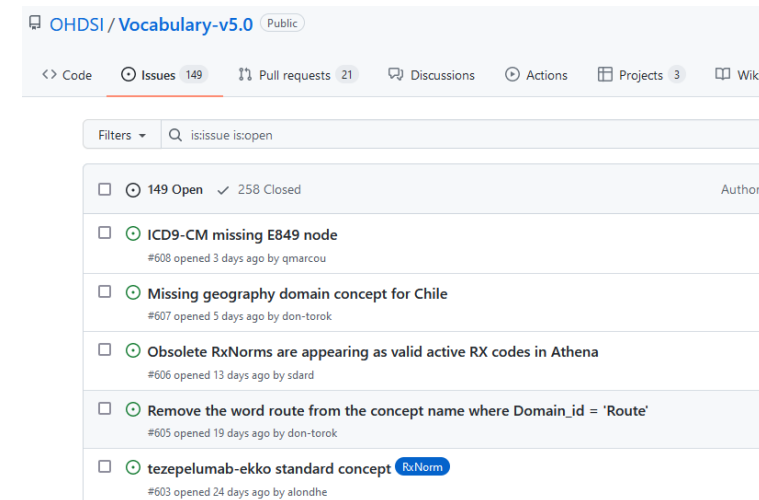 OHDSI / Vocabulary-v5.0 Public
Code Issues 149 Pull requests 21 Discussions Actions Projects 3 Wik
Filters is:issue is:open
149 Open 258 Closed Author
ICD9-CM missing E849 node
#608 opened 3 days ago by qmarcou
Missing geography domain concept for Chile
#607 opened 5 days ago by don-torok
Obsolete RxNorms are appearing as valid active RX codes in Athena
#606 opened 13 days ago by sdard
Remove the word route from the concept name where Domain_id = 'Route'
#605 opened 19 days ago by don-torok
tezepelumab-ekko standard concept RxNorm
#603 opened 24 days ago by alondhe